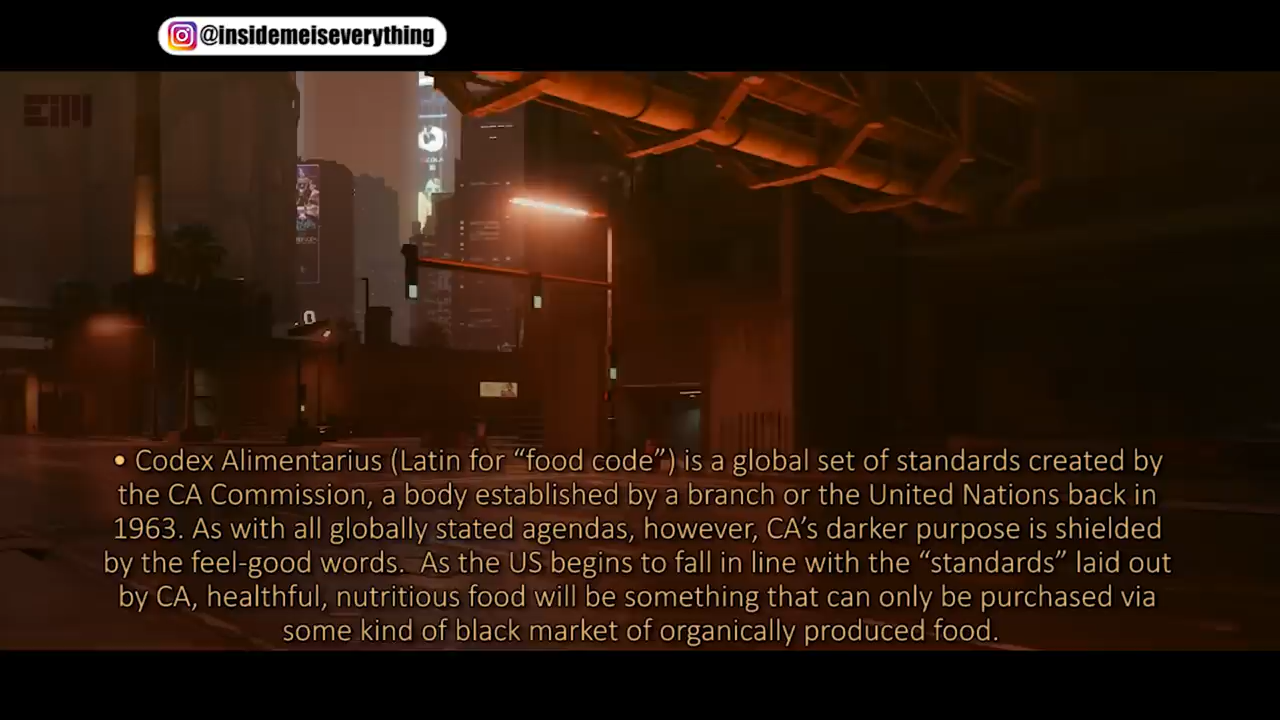 @insidemeiseverything
EIM
• Codex Alimentarius (Latin for “food code”) is a global set of standards created by
the CA Commission, a body established by a branch or the United Nations back in
1963. As with all globally stated agendas, however, CA’s darker purpose is shielded
by the feel-good words.  As the US begins to fall in line with the “standards” laid out
by CA, healthful, nutritious food will be something that can only be purchased via
some kind of black market of organically produced food.